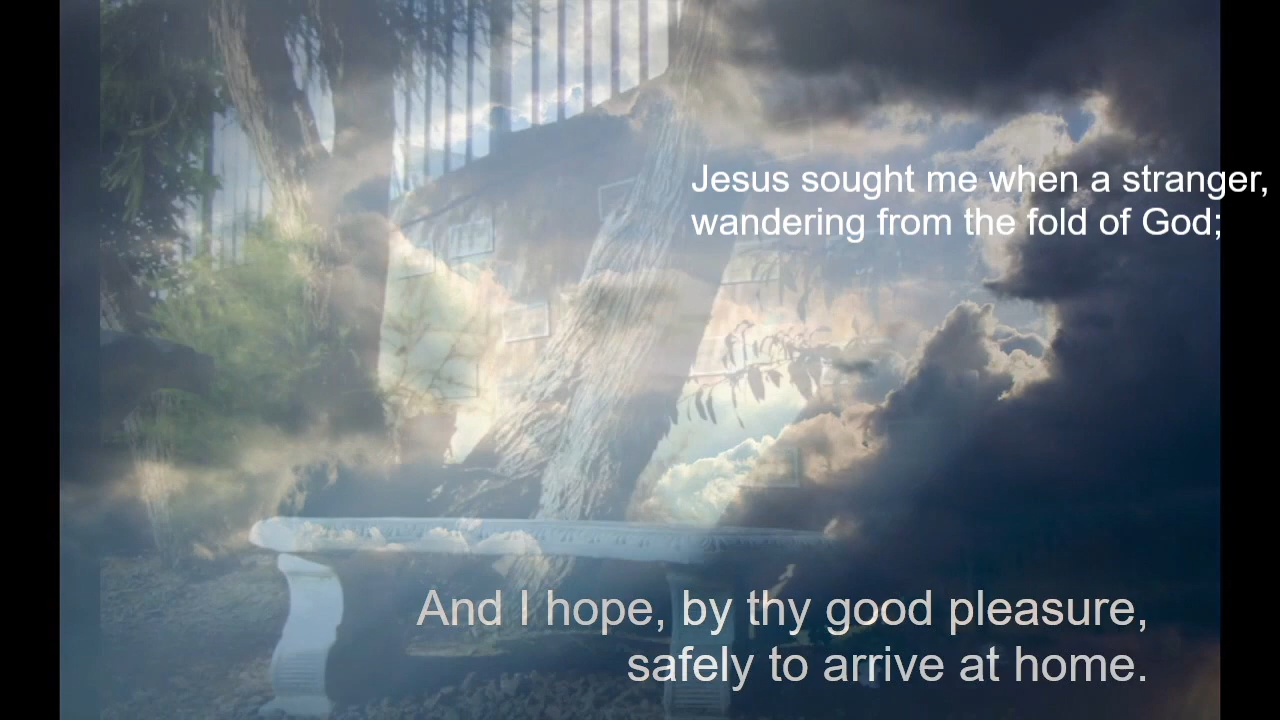 Jesus sought me when a stranger,
wandering from the fold of God;
And I hope, by thy good pleasure,
safely to arrive at home.